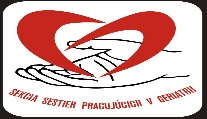 SEKCIA SESTIER PRACUJÚCICH V GERIATRII